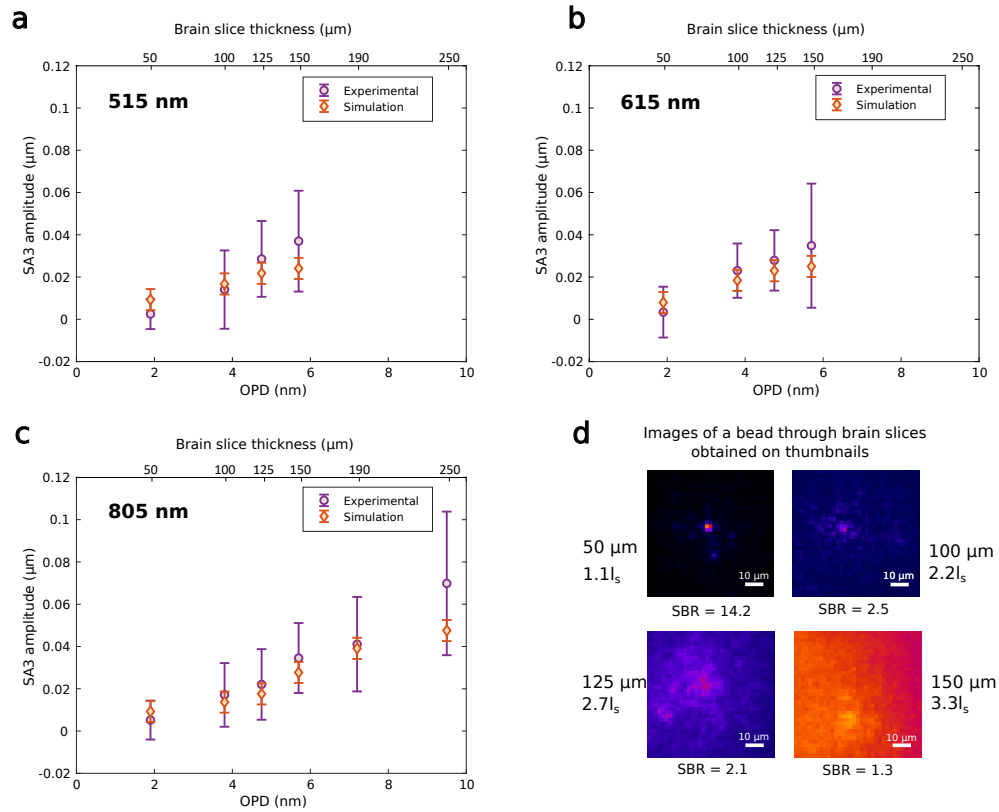 a
Brain slice thickness (μm)
50 100 125 150 190 250
0.12
0.1
0.08
0.06
0.04
0.02
0
-0.02
SA3 amplitude (μm)
515 nm
Experimental
Simulation
0 2 4 6 8 10
OPD (nm)
b
Brain slice thickness (μm)
50 100 125 150 190 250
0.12
0.1
0.08
0.06
0.04
0.02
0
-0.02
SA3 amplitude (μm)
615 nm
Experimental
Simulation
0 2 4 6 8 10
OPD (nm)
c
Brain slice thickness (μm)
50 100 125 150 190 250
0.12
0.1
0.08
0.06
0.04
0.02
0
-0.02
SA3 amplitude (μm)
805 nm
Experimental
Simulation
0 2 4 6 8 10
OPD (nm)
d
Images of a bead through brain slices
obtained on thumbnails
50 μm
1.1lₛ
10 μm
SBR = 14.2
100 μm
2.2lₛ
10 μm
SBR = 2.5
125 μm
2.7lₛ
10 μm
SBR = 2.1
150 μm
3.3lₛ
10 μm
SBR = 1.3